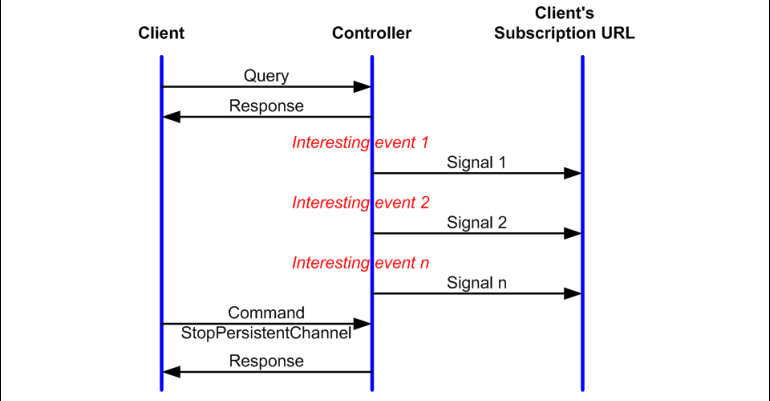 Client's
Client
Controller
Subscription URL
Query
Response
Interesting event 1
Signal 1
Interesting event 2
Signal 2
Interesting event n
Signal n
Command
StopPersistentChannel
Response